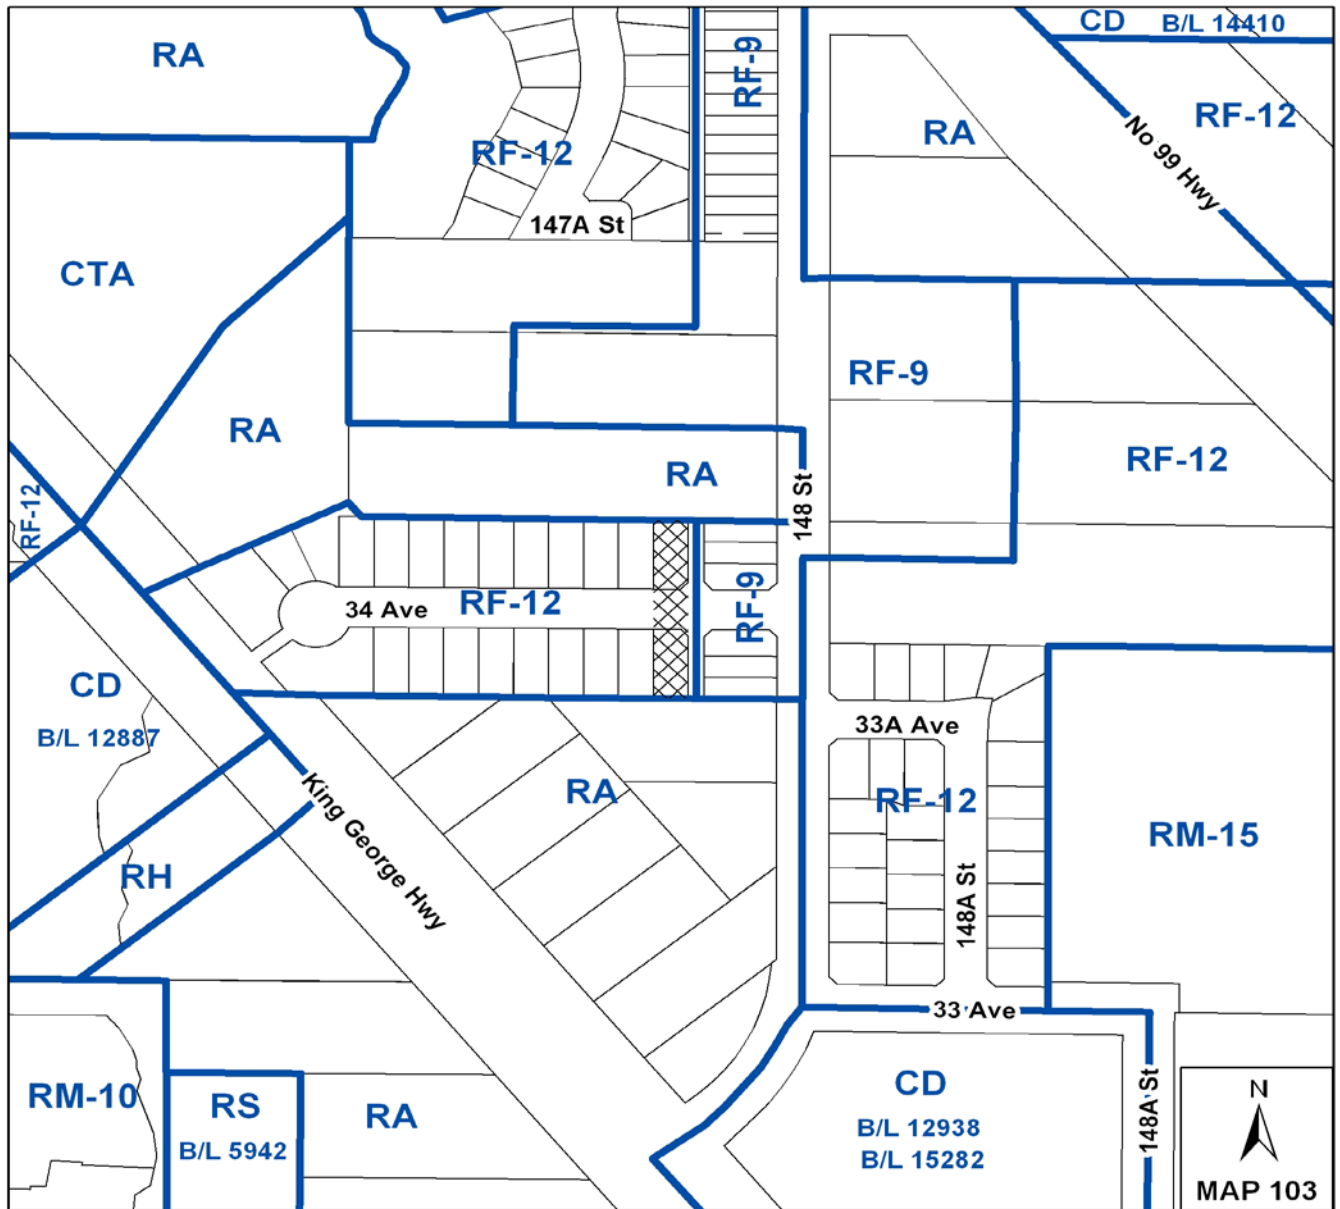 CD B/L 14410
RA
RF-9
RF-12
RA
No 99 Hwy
RF-12
147A St
CTA
RF-9
RA
RF-12
RA
148 St
RF-12
RF-9
34 Ave
RF-12
CD
B/L 12887
33A Ave
RA
RF-12
King George Hwy
RM-15
RH
148A St
33 Ave
RM-10
RS
B/L 5942
RA
CD
B/L 12938
B/L 15282
148A St
N
MAP 103